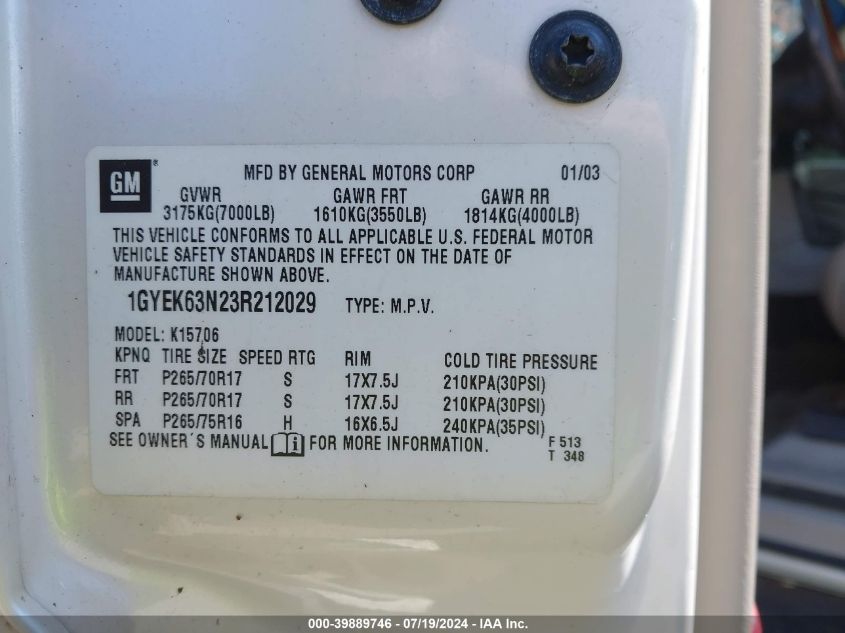 GM ®
MFD BY GENERAL MOTORS CORP 01/03
GVWR GAWR FRT GAWR RR
3175KG(7000LB) 1610KG(3550LB) 1814KG(4000LB)
THIS VEHICLE CONFORMS TO ALL APPLICABLE U.S. FEDERAL MOTOR
VEHICLE SAFETY STANDARDS IN EFFECT ON THE DATE OF
MANUFACTURE SHOWN ABOVE.
1GYEK63N23R212029 TYPE: M.P.V.
MODEL: K15706
KPNQ TIRE SIZE SPEED RTG RIM COLD TIRE PRESSURE
FRT P265/70R17 S 17X7.5J 210KPA(30PSI)
RR P265/70R17 S 17X7.5J 210KPA(30PSI)
SPA P265/75R16 H 16X6.5J 240KPA(35PSI)
SEE OWNER'S MANUAL i FOR MORE INFORMATION. F 513
T 348
000-39889746 - 07/19/2024 - IAA Inc.